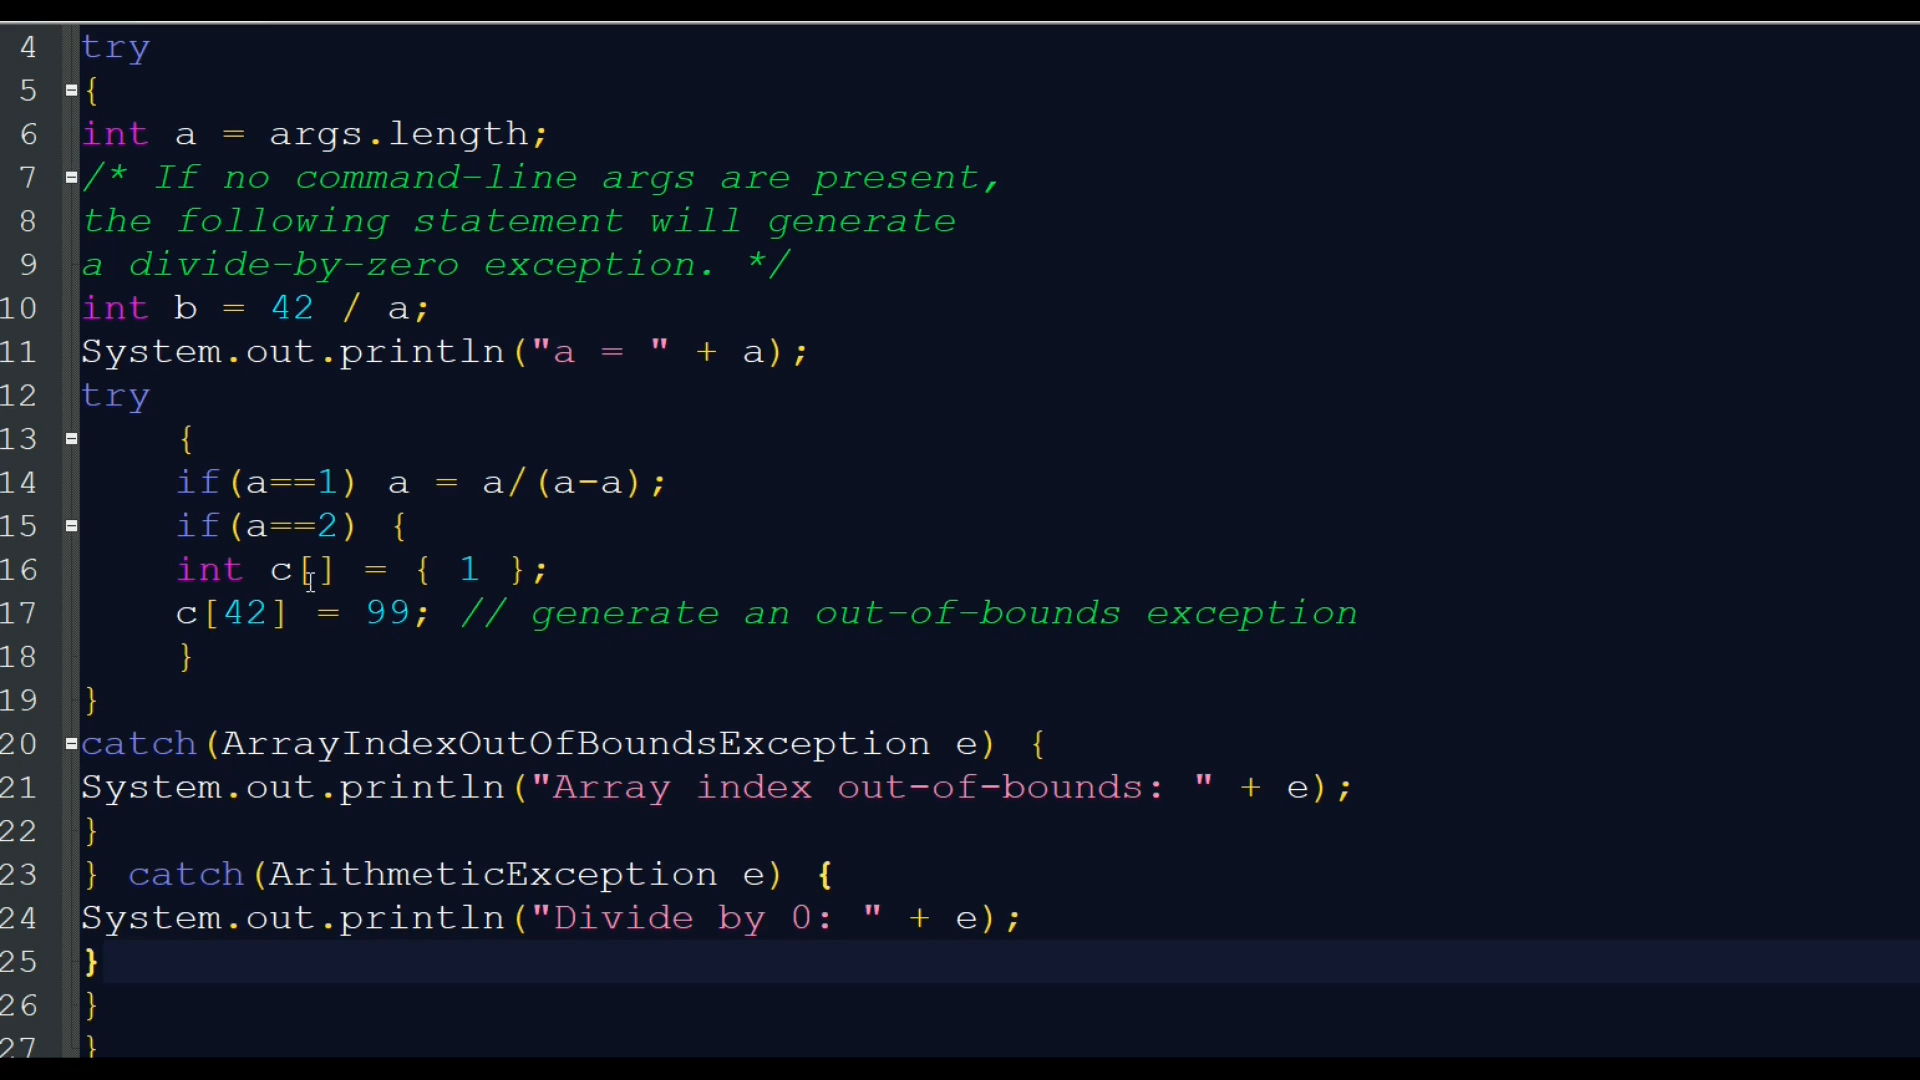 4 try
5 {
6 int a = args.length;
7 /* If no command-line args are present,
8 the following statement will generate
9 a divide-by-zero exception. */
10 int b = 42 / a;
11 System.out.println("a = " + a);
12 try
13 {
14 if(a==1) a = a/(a-a);
15 if(a==2) {
16 int c[] = { 1 };
17 c[42] = 99; // generate an out-of-bounds exception
18 }
19 }
20 catch(ArrayIndexOutOfBoundsException e) {
21 System.out.println("Array index out-of-bounds: " + e);
22 }
23 } catch(ArithmeticException e) {
24 System.out.println("Divide by 0: " + e);
25 }
26 }
27 }